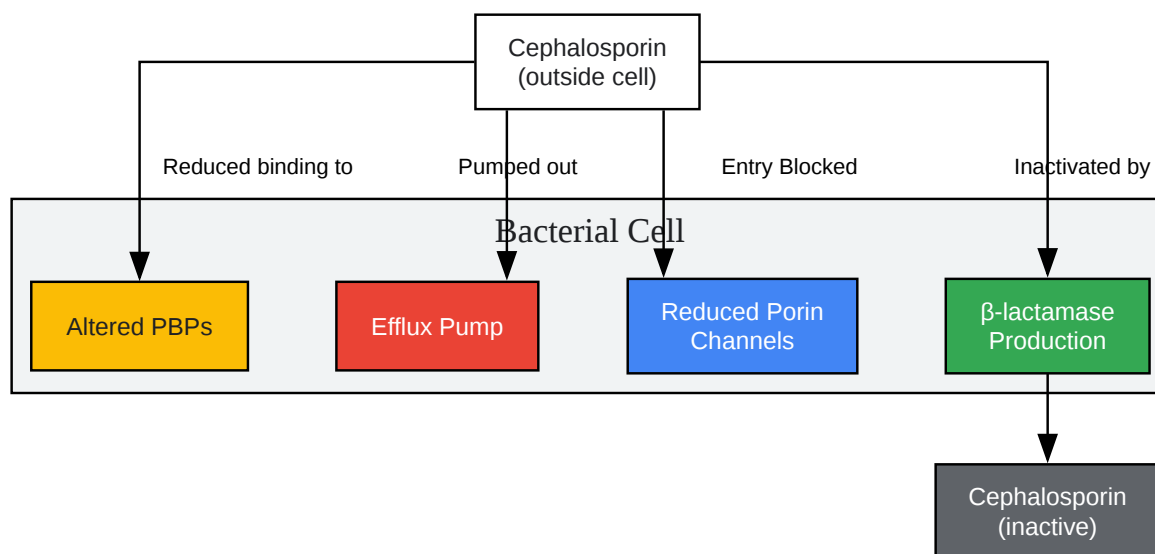 Cephalosporin
(outside cell)
Reduced binding to
Pumped out
Entry Blocked
Inactivated by
Bacterial Cell
Altered PBPs
Efflux Pump
Reduced Porin
Channels
β-lactamase
Production
Cephalosporin
(inactive)